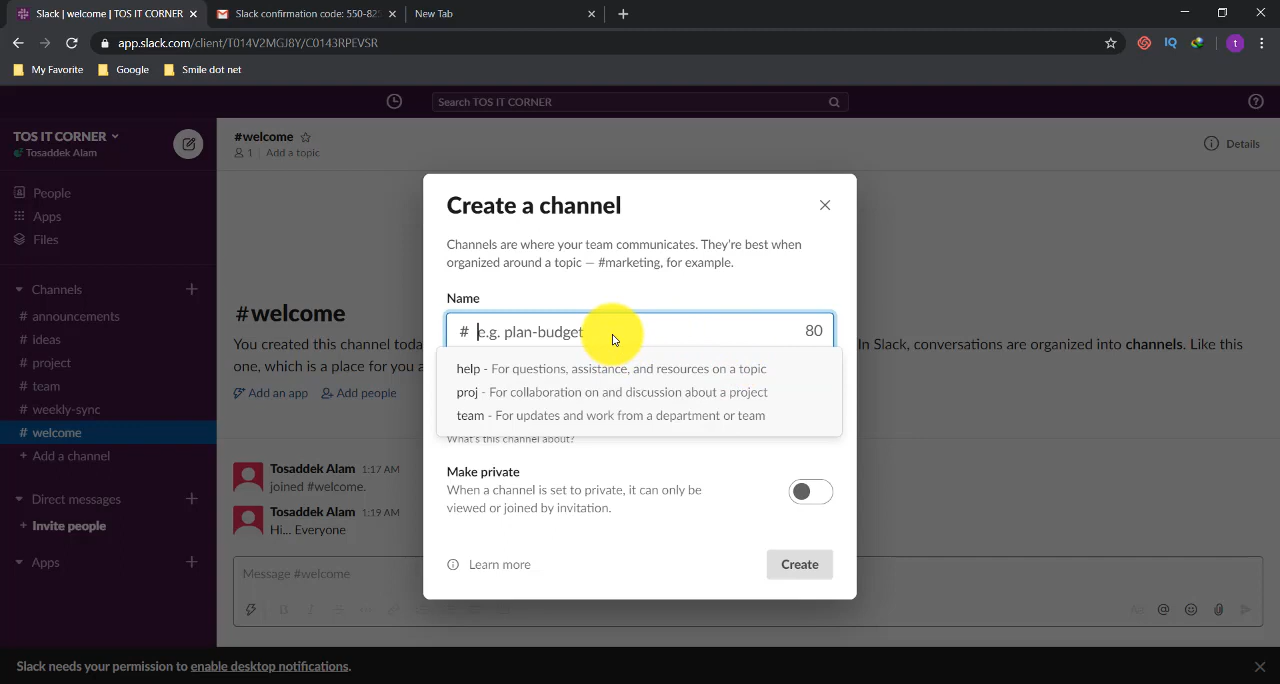 Slack | welcome | TOS IT CORNER
Slack confirmation code: 550-82
New Tab
app.slack.com/client/T014V2MGJ8Y/C0143RPEVSR
IQ
t
My Favorite
Google
Smile dot net
Search TOS IT CORNER
TOS IT CORNER
Tosaddek Alam
#welcome
1 | Add a topic
Details
People
Apps
Files
Channels
# announcements
# ideas
# project
# team
# weekly-sync
# welcome
+ Add a channel
Direct messages
+ Invite people
Apps
#welcome
You created this channel toda
In Slack, conversations are organized into channels. Like this
one, which is a place for you a
Add an app
Add people
Tosaddek Alam 1:17 AM
joined #welcome.
Tosaddek Alam 1:19 AM
Hi... Everyone
Message #welcome
Create a channel
Channels are where your team communicates. They're best when
organized around a topic — #marketing, for example.
Name
# e.g. plan-budget
80
help - For questions, assistance, and resources on a topic
proj - For collaboration on and discussion about a project
team - For updates and work from a department or team
What's this channel about?
Make private
When a channel is set to private, it can only be
viewed or joined by invitation.
Learn more
Create
Slack needs your permission to enable desktop notifications.